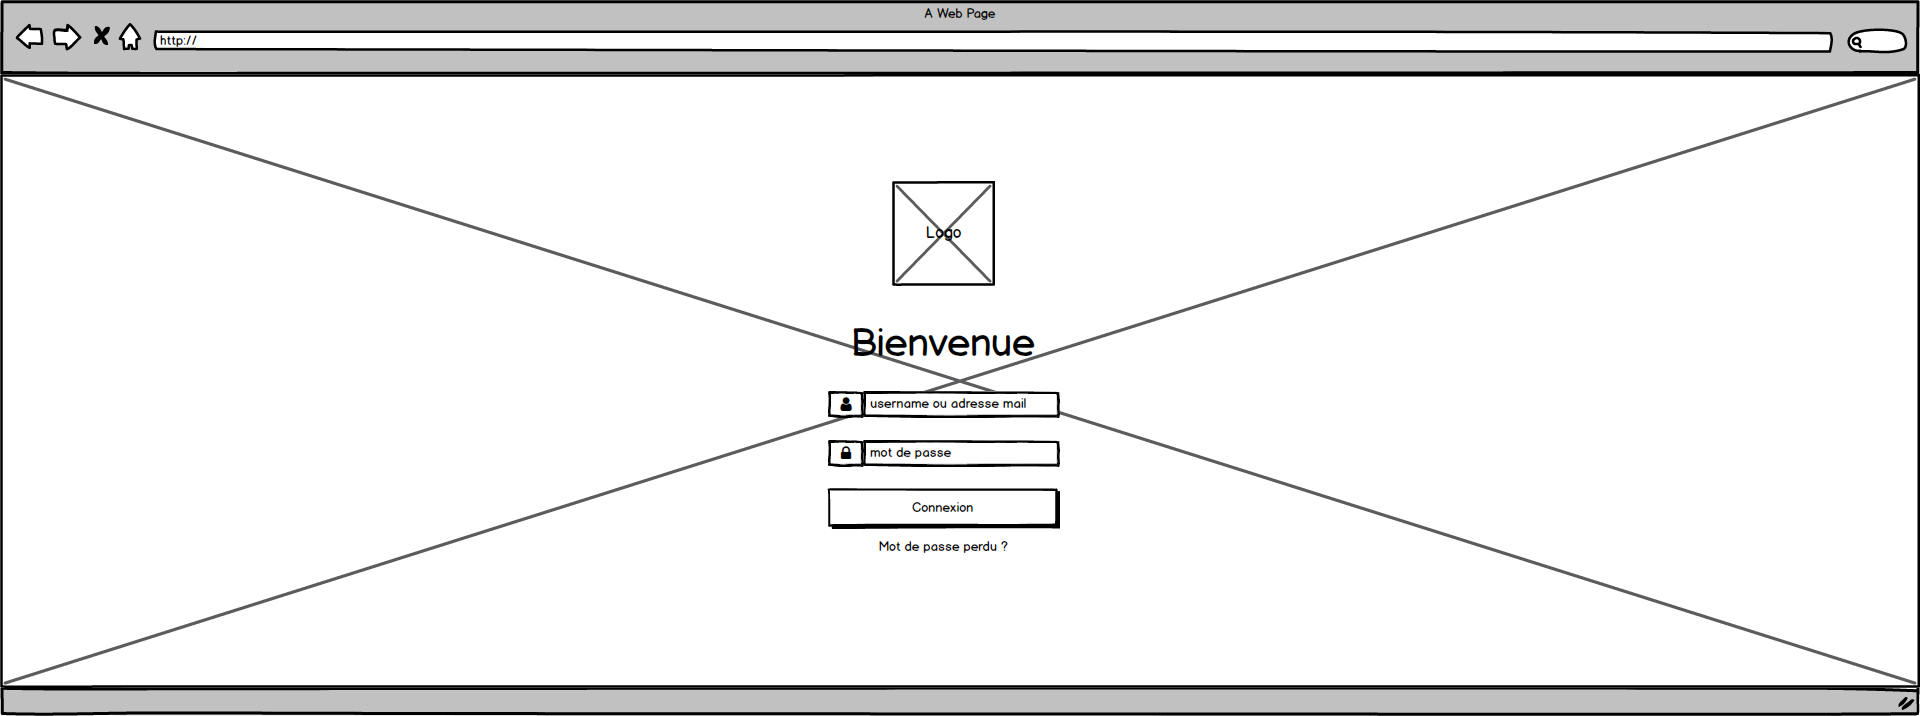 A Web Page
http://
Logo
Bienvenue
username ou adresse mail
mot de passe
Connexion
Mot de passe perdu ?